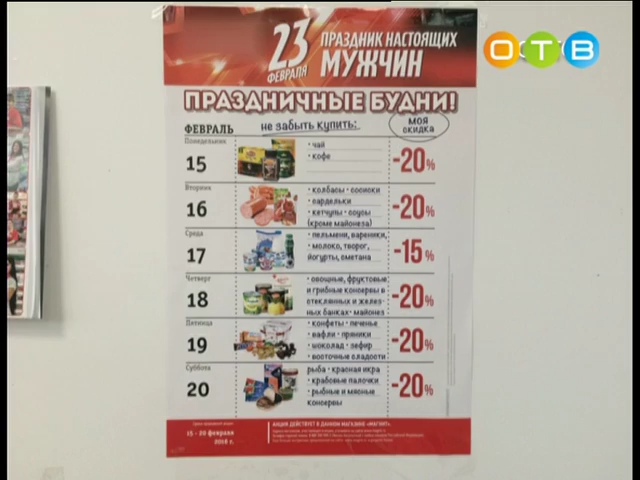 ОТВ
23
ФЕВРАЛЯ
ПРАЗДНИК НАСТОЯЩИХ
МУЖЧИН
ПРАЗДНИЧНЫЕ БУДНИ!
ФЕВРАЛЬ
не забыть купить:
МОЯ
СКИДКА
Понедельник
15
• чай
• кофе
-20%
Вторник
16
• колбасы • сосиски
• сардельки
• кетчупы • соусы
(кроме майонеза)
-20%
Среда
17
• пельмени, вареники,
• молоко, творог,
йогурты, сметана
-15%
Четверг
18
• овощные, фруктовые
и грибные консервы в
стеклянных и желез-
ных банках • майонез
-20%
Пятница
19
• конфеты • печенье
• вафли • пряники
• шоколад • зефир
• восточные сладости
-20%
Суббота
20
рыба • красная икра
• крабовые палочки
• рыбные и мясные
консервы
-20%
15 - 20 февраля
2016 г.
АКЦИЯ ДЕЙСТВУЕТ В ДАННОМ МАГАЗИНЕ «МАГНИТ»